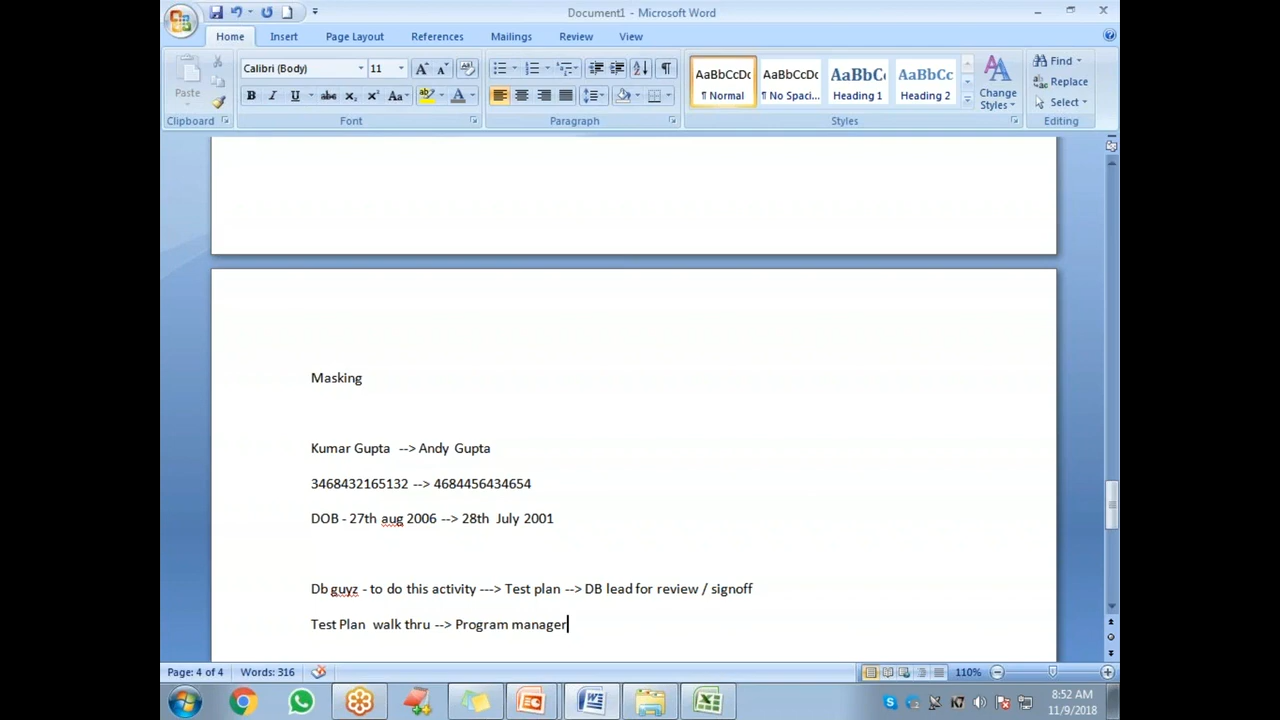 Document1 - Microsoft Word
Home Insert Page Layout References Mailings Review View
Paste
Calibri (Body) 11
AaBbCcDc AaBbCcDc AaBbC AaBbCc
¶ Normal ¶ No Spaci... Heading 1 Heading 2
Change Styles
Find
Replace
Select
Clipboard Font Paragraph Styles Editing
Masking
Kumar Gupta --> Andy Gupta
3468432165132 --> 4684456434654
DOB - 27th aug 2006 --> 28th July 2001
Db guyz - to do this activity ---> Test plan --> DB lead for review / signoff
Test Plan walk thru --> Program manager
Page: 4 of 4 Words: 316 110%
8:52 AM
11/9/2018